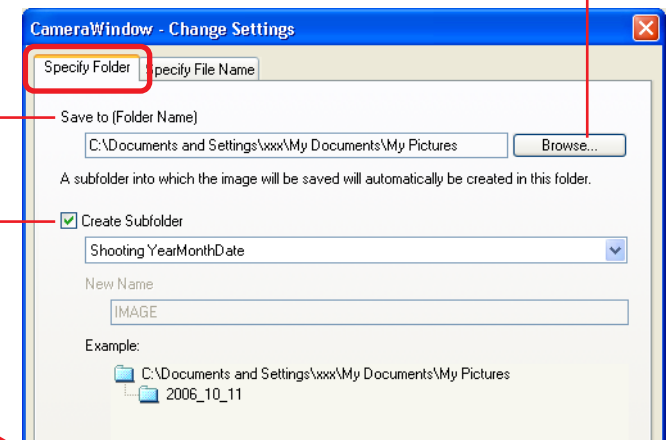 CameraWindow - Change Settings
Specify Folder Specify File Name
Save to (Folder Name)
C:\Documents and Settings\xxx\My Documents\My Pictures Browse...
A subfolder into which the image will be saved will automatically be created in this folder.
Create Subfolder
Shooting YearMonthDate
New Name
IMAGE
Example:
C:\Documents and Settings\xxx\My Documents\My Pictures
2006_10_11